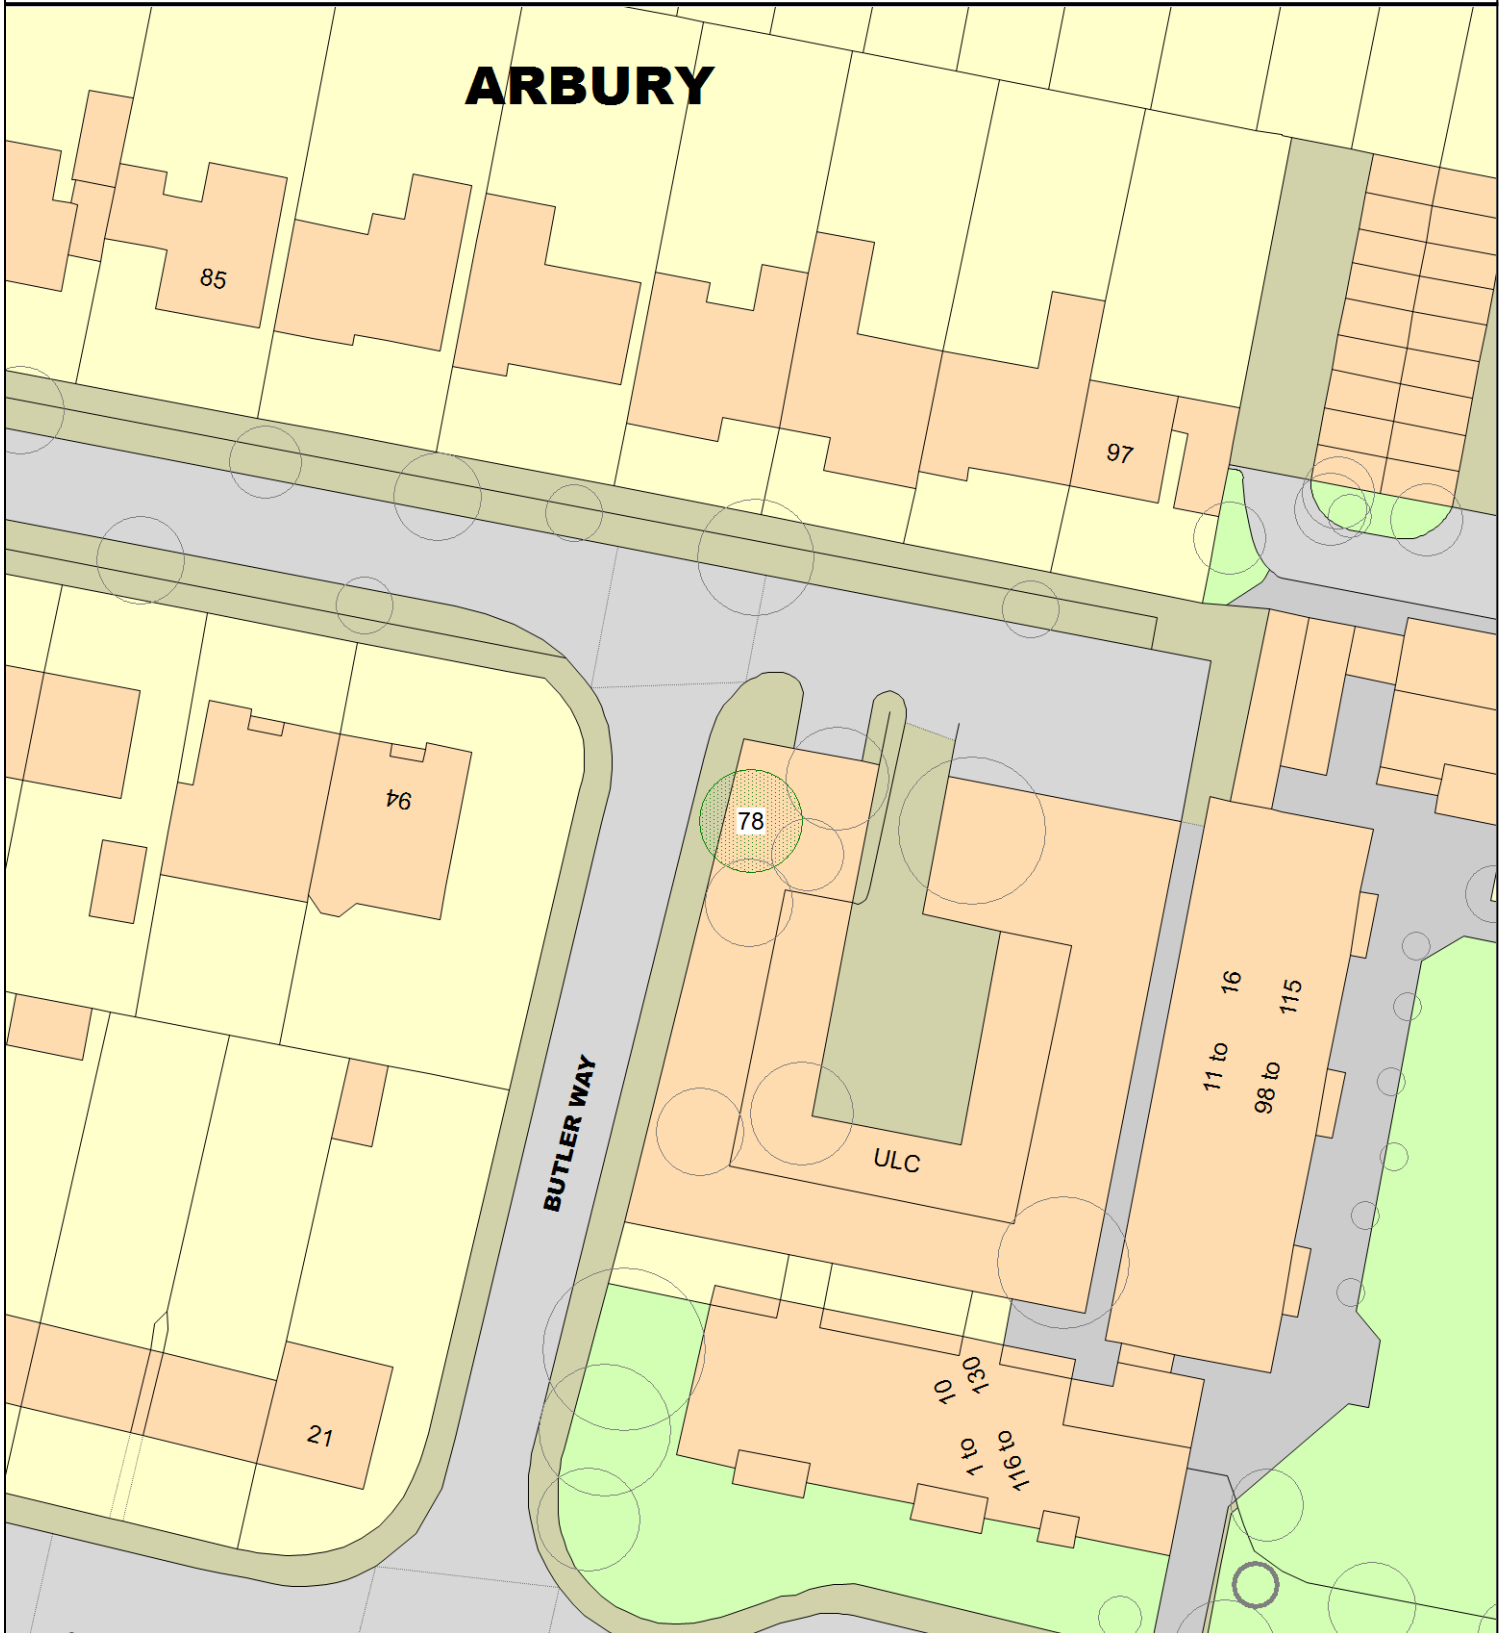 ARBURY
85
97
94
78
16
115
11 to
98 to
BUTLER WAY
ULC
130
10
1 to
116 to
21